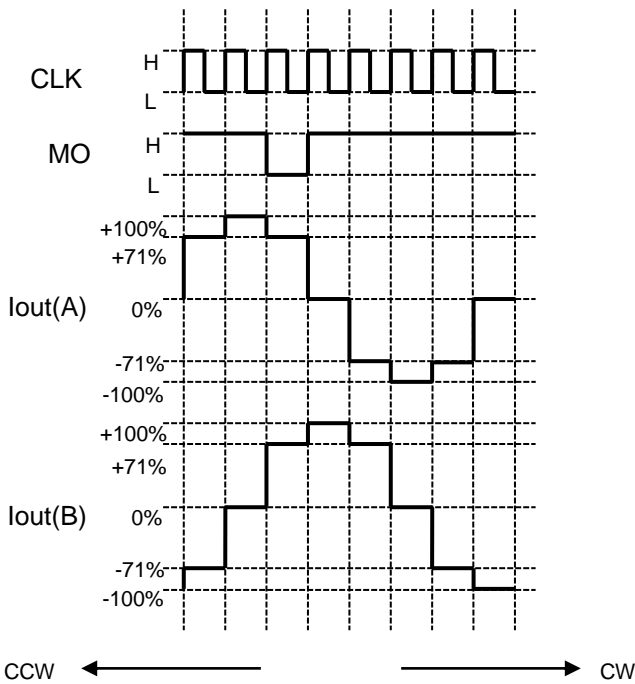 CLK
H
L
MO
H
L
+100%
+71%
Iout(A)
0%
-71%
-100%
+100%
+71%
Iout(B)
0%
-71%
-100%
CCW
CW